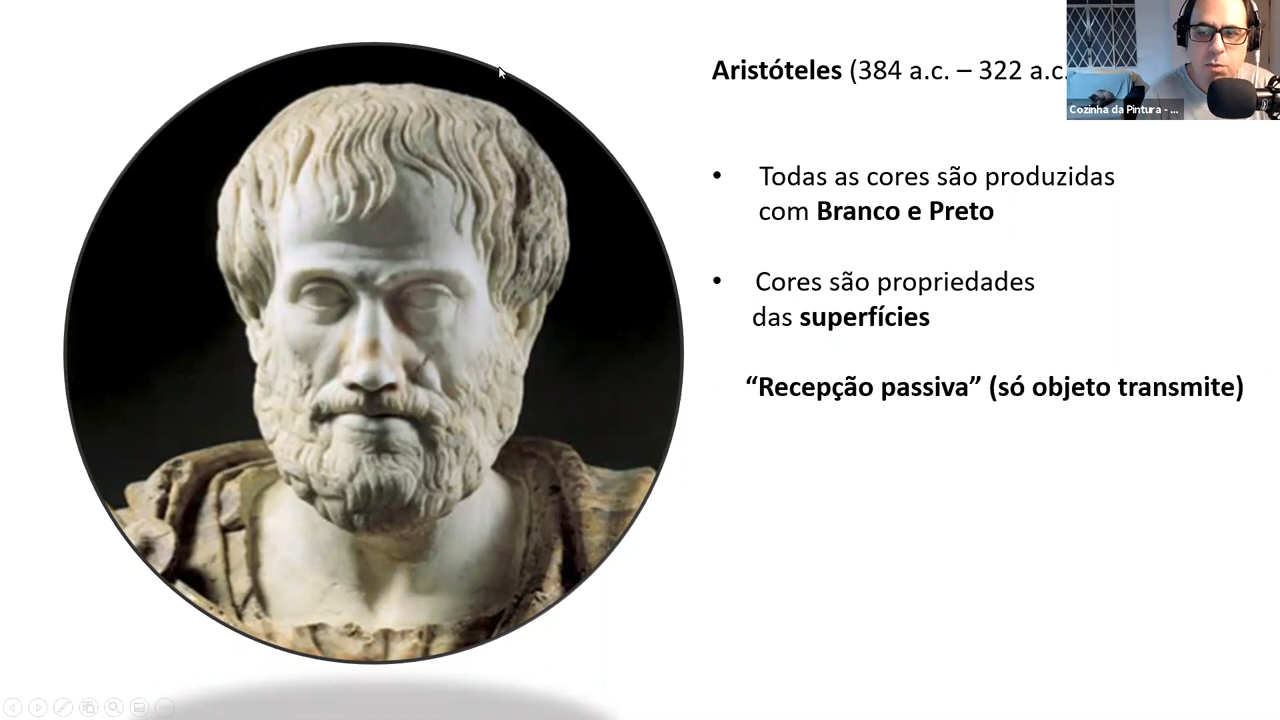 Aristóteles (384 a.c. – 322 a.c.
Cozinha da Pintura - ...
• Todas as cores são produzidas
com Branco e Preto
• Cores são propriedades
das superfícies
“Recepção passiva” (só objeto transmite)